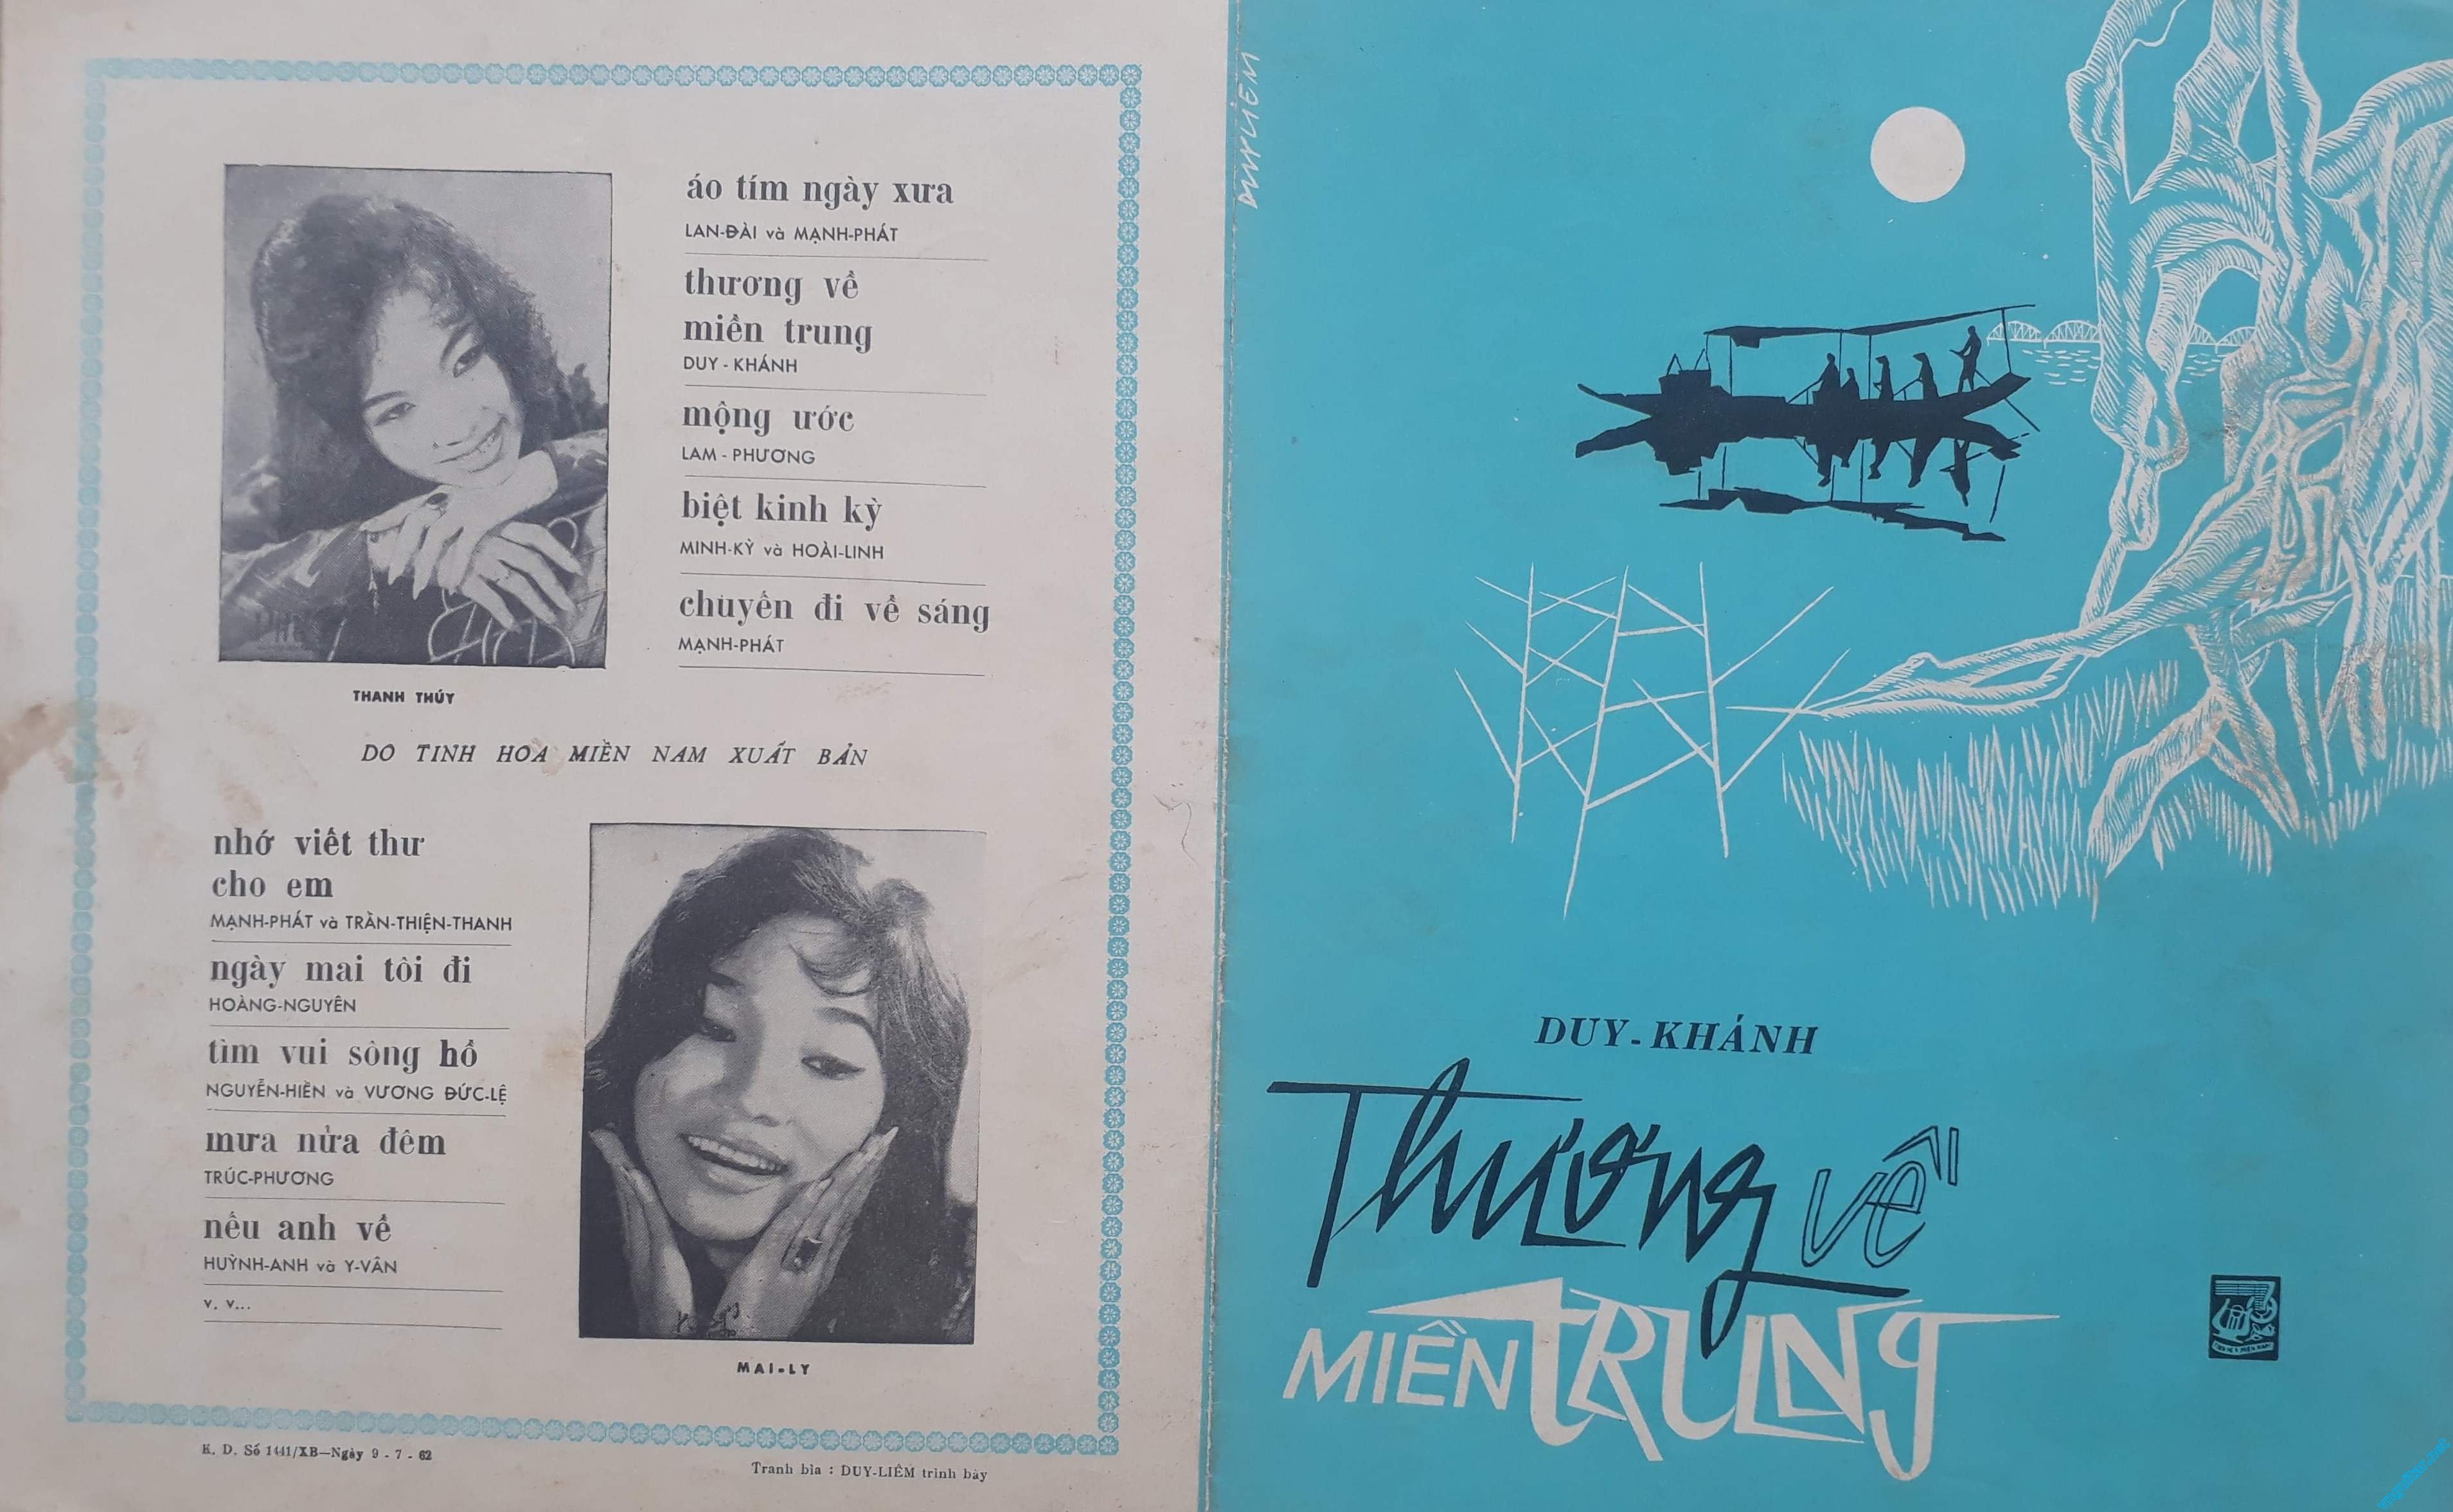 áo tím ngày xưa
LAN-ĐÀI và MẠNH-PHÁT
thương về
miền trung
DUY - KHÁNH
mộng ước
LAM - PHƯƠNG
biệt kinh kỳ
MINH-KỲ và HOÀI-LINH
chuyến đi về sáng
MẠNH-PHÁT
THANH THÚY
DO TINH HOA MIỀN NAM XUẤT BẢN
nhớ viết thư
cho em
MẠNH-PHÁT và TRẦN-THIỆN-THANH
ngày mai tôi đi
HOÀNG-NGUYÊN
tìm vui sông hồ
NGUYỄN-HIỀN và VƯƠNG ĐỨC-LỆ
mưa nửa đêm
TRÚC-PHƯƠNG
nếu anh về
HUỲNH-ANH và Y-VÂN
v. v...
MAI-LY
K. D. Số 1441/XB—Ngày 9 - 7 - 62
Tranh bìa : DUY-LIÊM trình bày
DUYLIÊM
DUY-KHÁNH
Thương về
MIỀN TRUNG